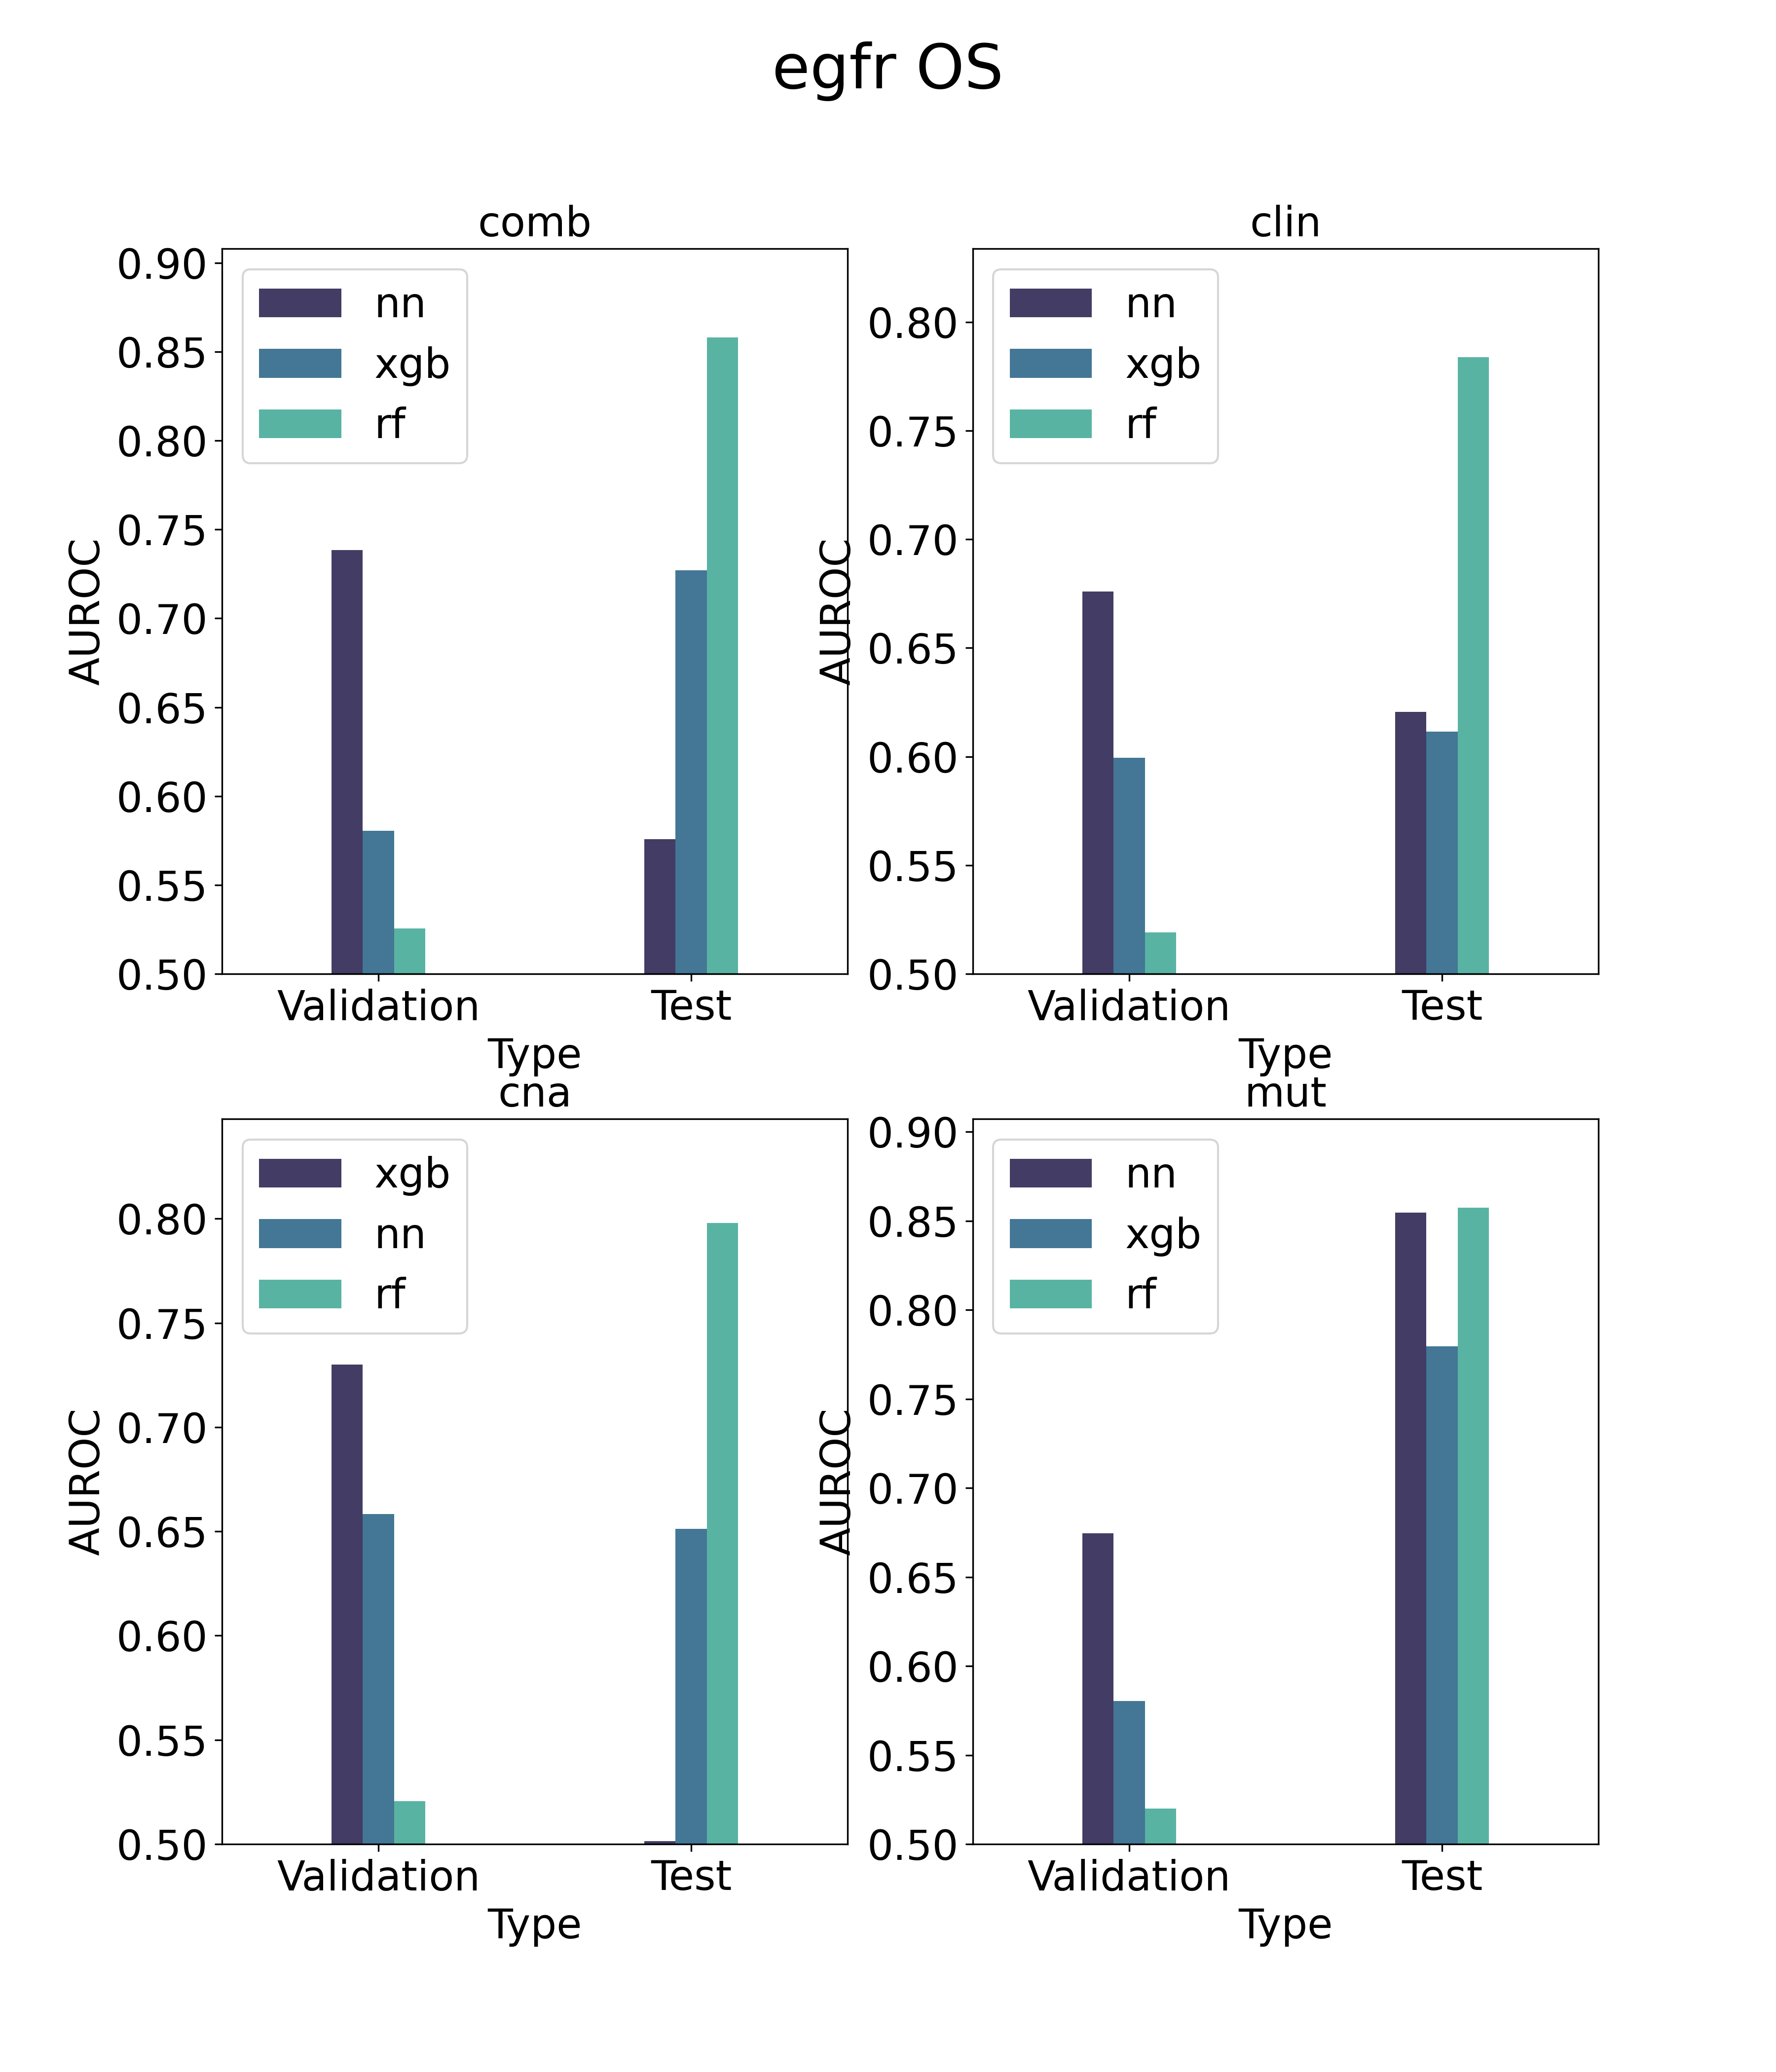 egfr OS
comb
AUROC
0.90
0.85
0.80
0.75
0.70
0.65
0.60
0.55
0.50
nn
xgb
rf
Validation
Test
Type
clin
AUROC
0.80
0.75
0.70
0.65
0.60
0.55
0.50
nn
xgb
rf
Validation
Test
Type
cna
AUROC
0.80
0.75
0.70
0.65
0.60
0.55
0.50
xgb
nn
rf
Validation
Test
Type
mut
AUROC
0.90
0.85
0.80
0.75
0.70
0.65
0.60
0.55
0.50
nn
xgb
rf
Validation
Test
Type